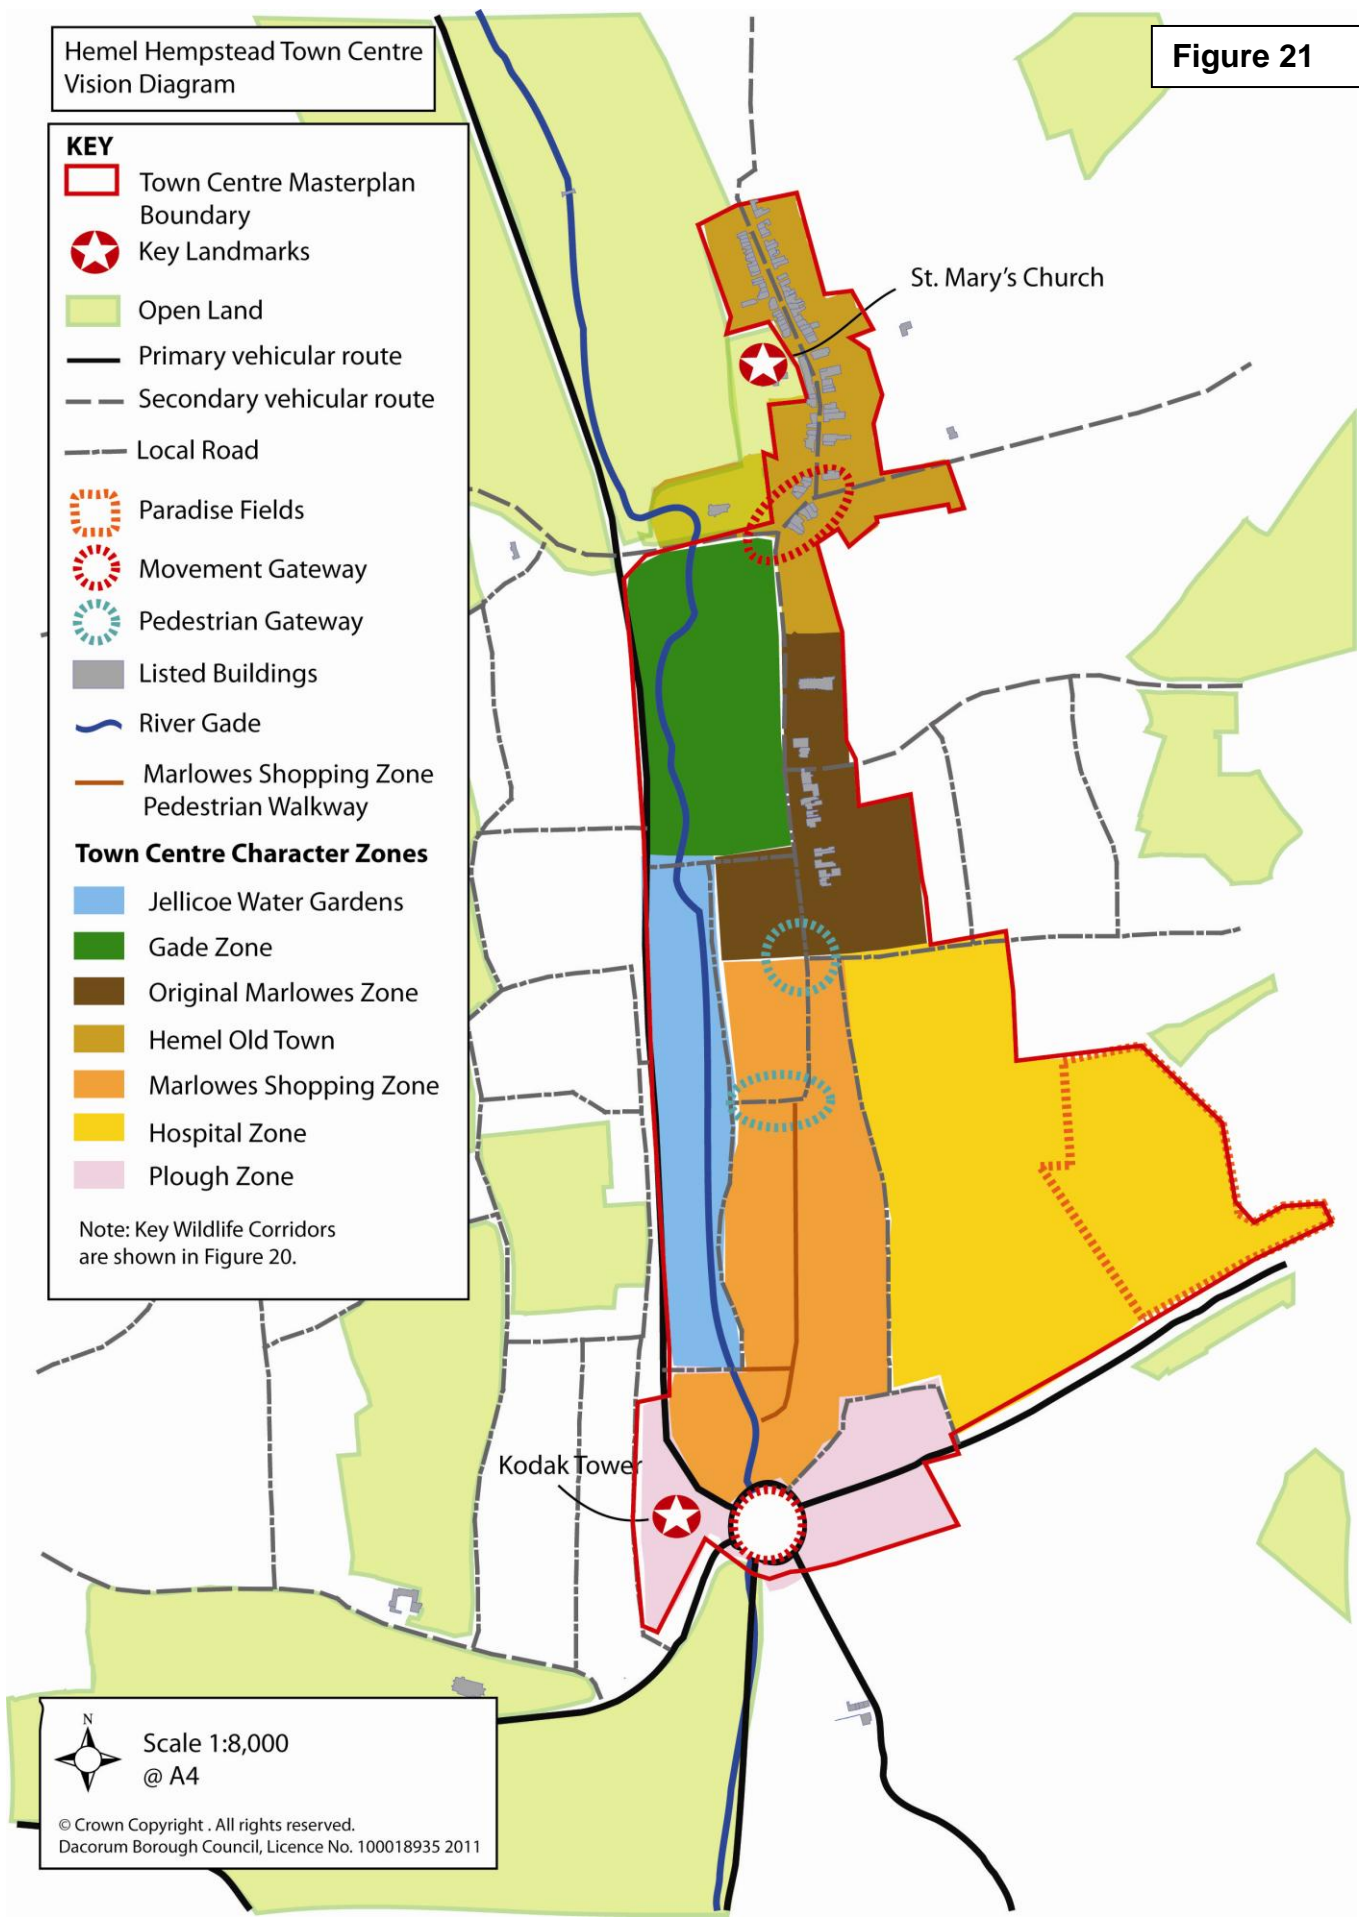 Hemel Hempstead Town Centre
Vision Diagram
Figure 21
KEY
Town Centre Masterplan
Boundary
Key Landmarks
Open Land
Primary vehicular route
Secondary vehicular route
Local Road
Paradise Fields
Movement Gateway
Pedestrian Gateway
Listed Buildings
River Gade
Marlowes Shopping Zone
Pedestrian Walkway
Town Centre Character Zones
Jellicoe Water Gardens
Gade Zone
Original Marlowes Zone
Hemel Old Town
Marlowes Shopping Zone
Hospital Zone
Plough Zone
Note: Key Wildlife Corridors
are shown in Figure 20.
St. Mary's Church
Kodak Tower
N
Scale 1:8,000
@ A4
© Crown Copyright . All rights reserved.
Dacorum Borough Council, Licence No. 100018935 2011